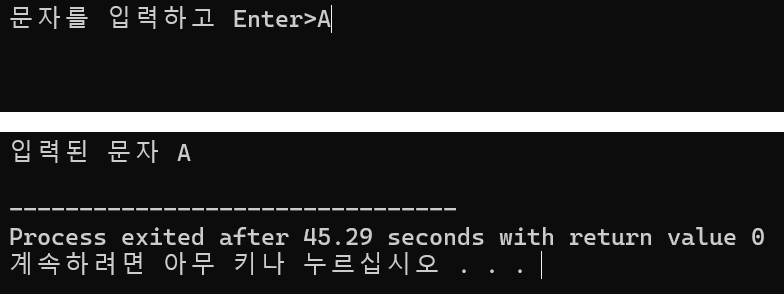 문자를 입력하고 Enter>A
입력된 문자 A
--------------------------------
Process exited after 45.29 seconds with return value 0
계속하려면 아무 키나 누르십시오 . . .